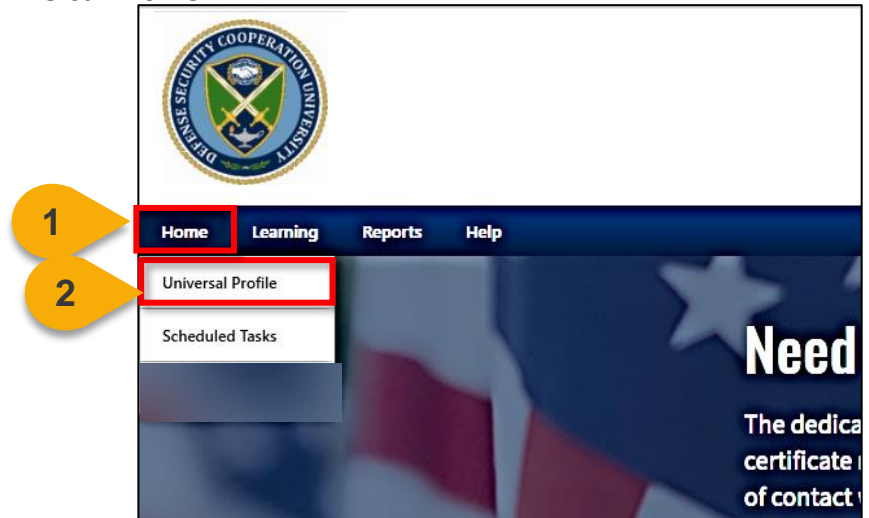 DEFENSE SECURITY COOPERATION UNIVERSITY
1
Home Learning Reports Help
2
Universal Profile
Scheduled Tasks
Need
The
certificate
of contact